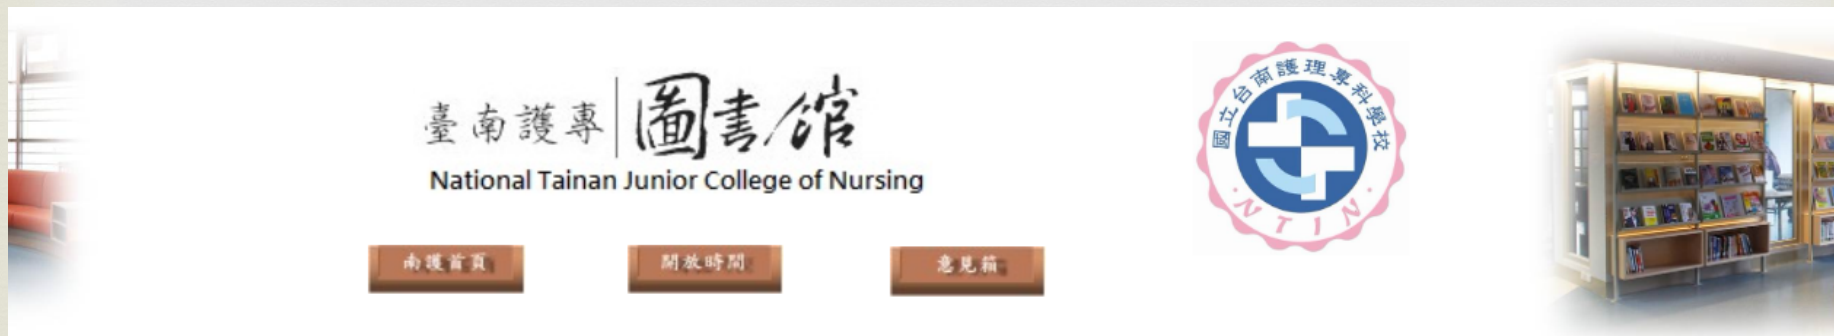 臺南護專 圖書館
National Tainan Junior College of Nursing
國立台南護理專科學校
·NTIN·
南護首頁 開放時間 意見箱